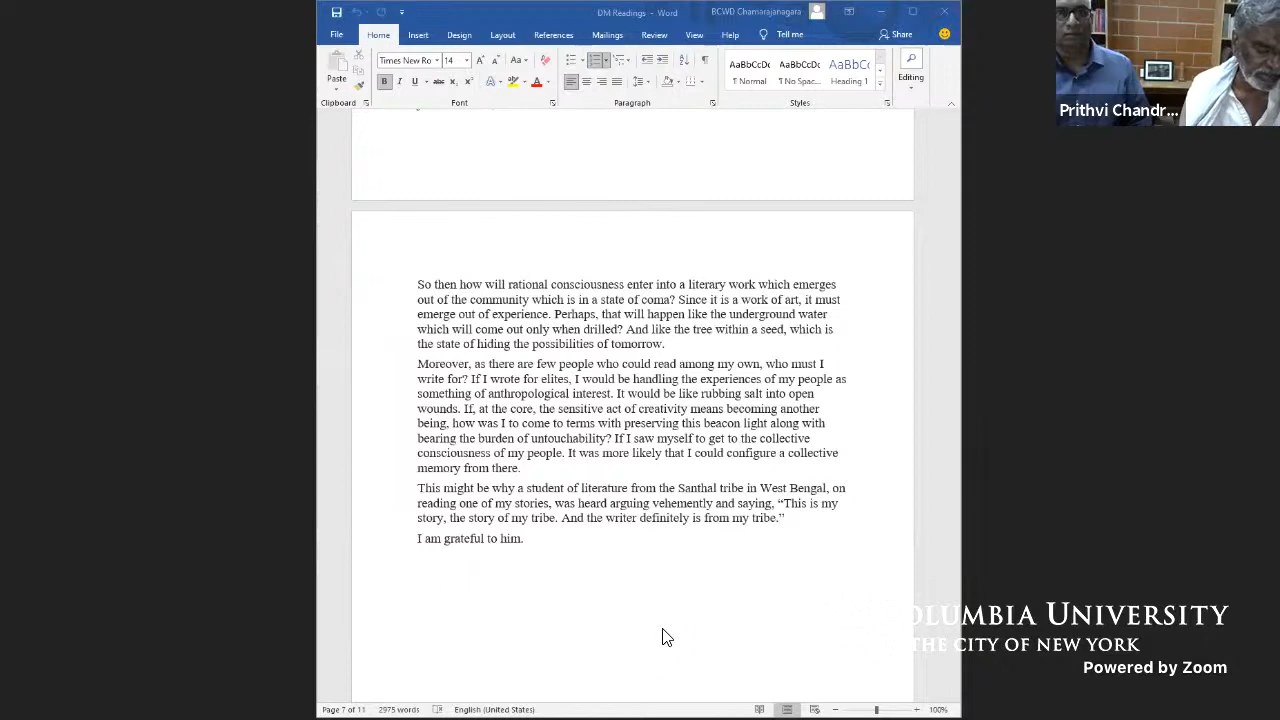 DM Readings - Word
BCWD Chamarajanagara
File Home Insert Design Layout References Mailings Review View Help Tell me Share
Paste
Times New Ro 14
Aa
AaBbCcDc AaBbCcDc AaBbC
¶ Normal ¶ No Spac... Heading 1
Editing
Clipboard Font Paragraph Styles
Prithvi Chandr...
So then how will rational consciousness enter into a literary work which emerges
out of the community which is in a state of coma? Since it is a work of art, it must
emerge out of experience. Perhaps, that will happen like the underground water
which will come out only when drilled? And like the tree within a seed, which is
the state of hiding the possibilities of tomorrow.
Moreover, as there are few people who could read among my own, who must I
write for? If I wrote for elites, I would be handling the experiences of my people as
something of anthropological interest. It would be like rubbing salt into open
wounds. If, at the core, the sensitive act of creativity means becoming another
being, how was I to come to terms with preserving this beacon light along with
bearing the burden of untouchability? If I saw myself to get to the collective
consciousness of my people. It was more likely that I could configure a collective
memory from there.
This might be why a student of literature from the Santhal tribe in West Bengal, on
reading one of my stories, was heard arguing vehemently and saying, “This is my
story, the story of my tribe. And the writer definitely is from my tribe.”
I am grateful to him.
OLUMBIA UNIVERSITY
THE CITY OF NEW YORK
Powered by Zoom
Page 7 of 11 2975 words English (United States) 100%